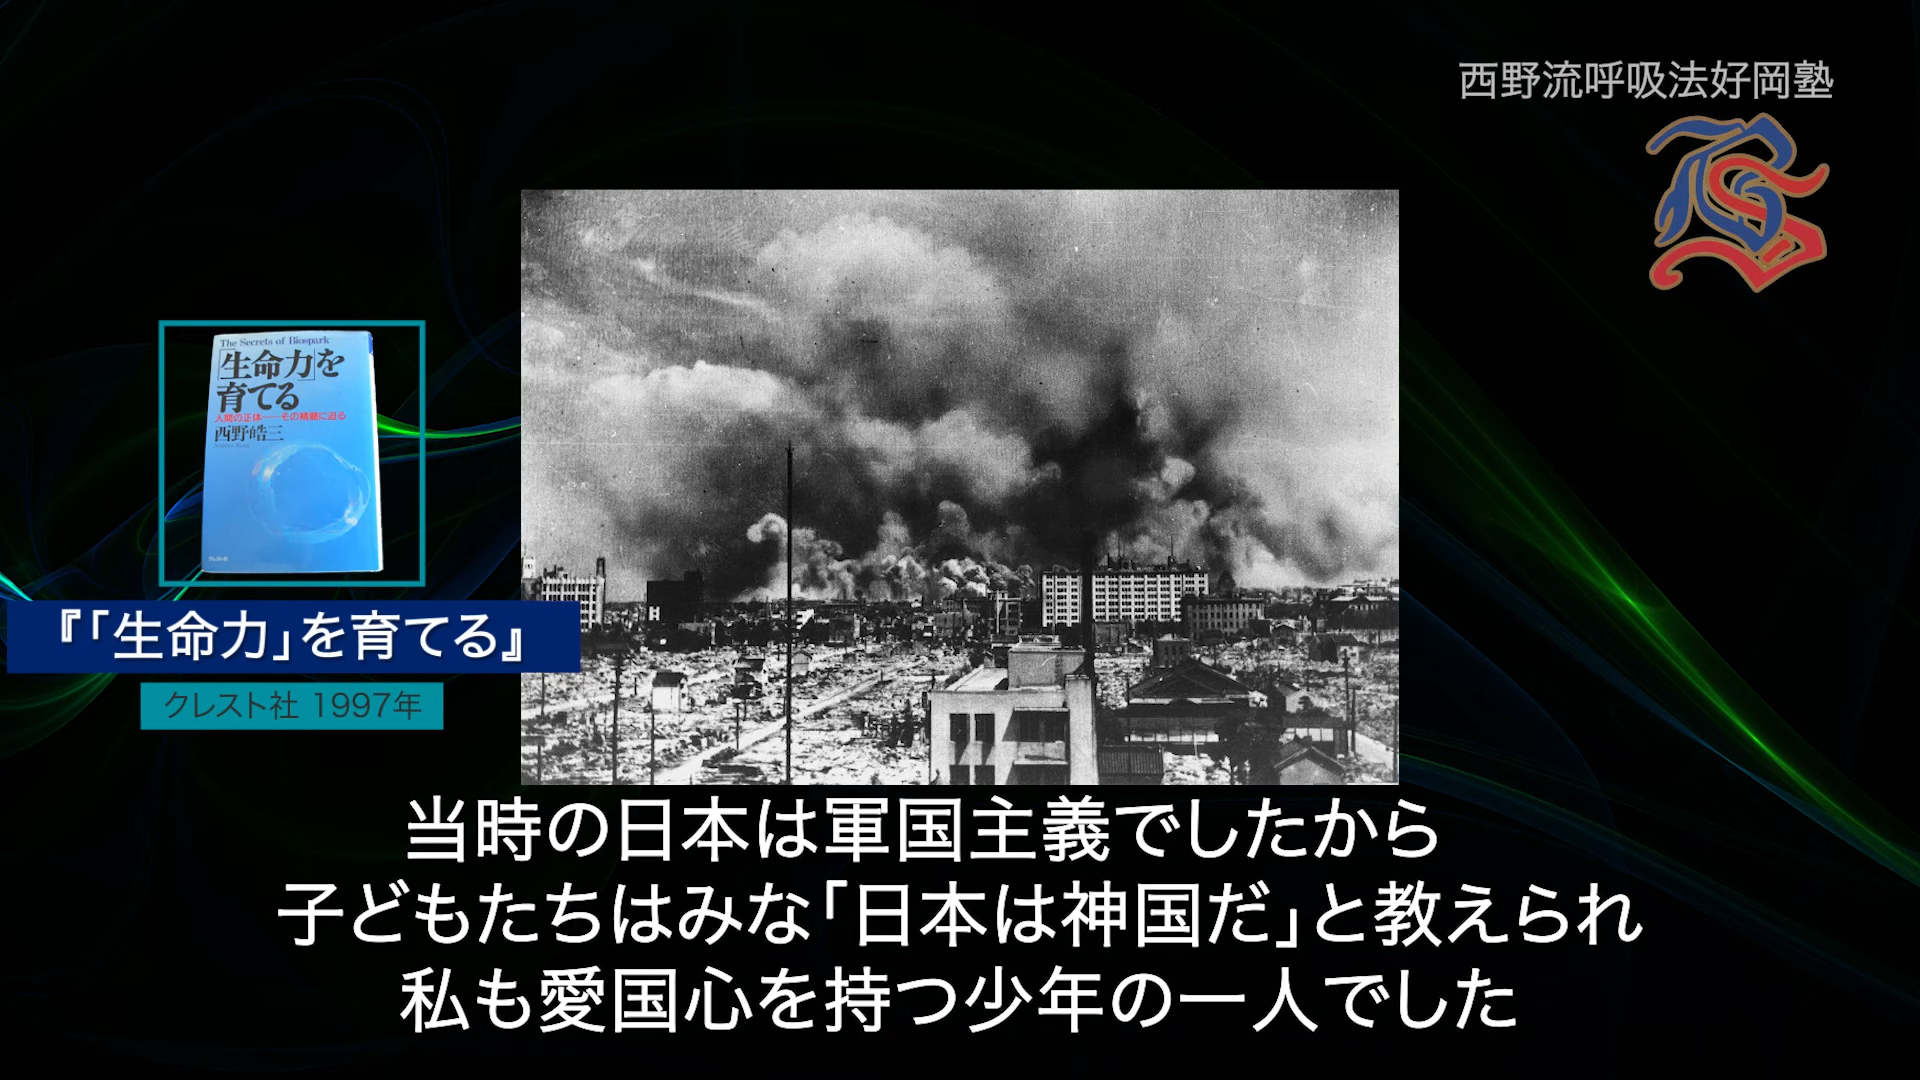 西野流呼吸法好岡塾
The Secrets of Biospark
「生命力」を
育てる
人間の正体──その精髄に迫る
西野皓三
『「生命力」を育てる』
クレスト社 1997年
当時の日本は軍国主義でしたから
子どもたちはみな「日本は神国だ」と教えられ
私も愛国心を持つ少年の一人でした